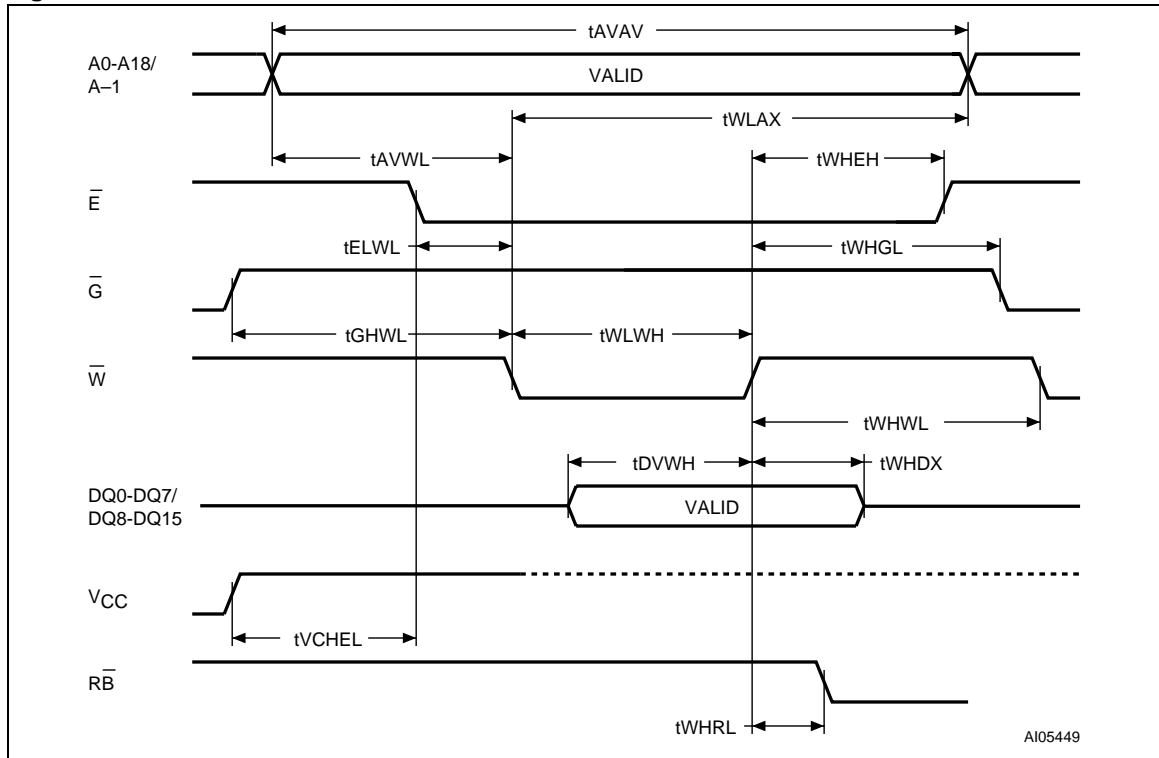 tAVAV
A0-A18/
A–1
VALID
tWLAX
tAVWL
tWHEH
E̅
tELWL
tWHGL
G̅
tGHWL
tWLWH
W̅
tWHWL
tDVWH
tWHDX
DQ0-DQ7/
DQ8-DQ15
VALID
VCC
tVCHEL
RB̅
tWHRL
AI05449